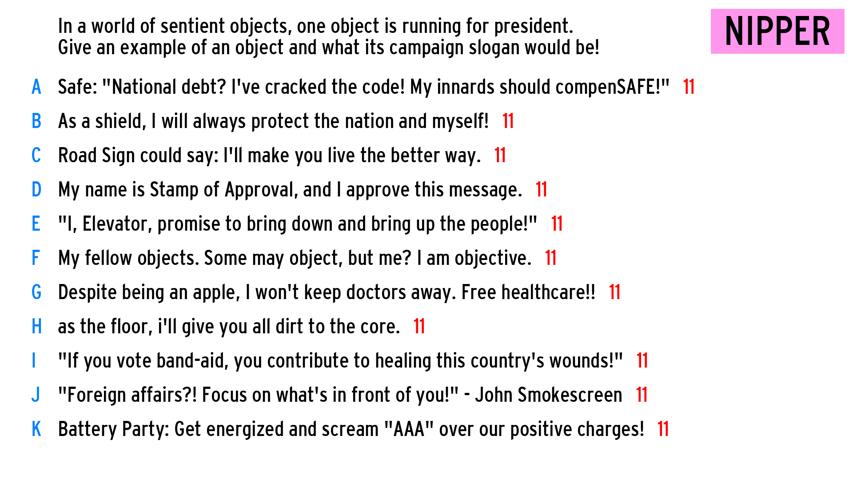 In a world of sentient objects, one object is running for president.
Give an example of an object and what its campaign slogan would be!
NIPPER
A Safe: "National debt? I've cracked the code! My innards should compenSAFE!" 11
B As a shield, I will always protect the nation and myself! 11
C Road Sign could say: I'll make you live the better way. 11
D My name is Stamp of Approval, and I approve this message. 11
E "I, Elevator, promise to bring down and bring up the people!" 11
F My fellow objects. Some may object, but me? I am objective. 11
G Despite being an apple, I won't keep doctors away. Free healthcare!! 11
H as the floor, i'll give you all dirt to the core. 11
I "If you vote band-aid, you contribute to healing this country's wounds!" 11
J "Foreign affairs?! Focus on what's in front of you!" - John Smokescreen 11
K Battery Party: Get energized and scream "AAA" over our positive charges! 11